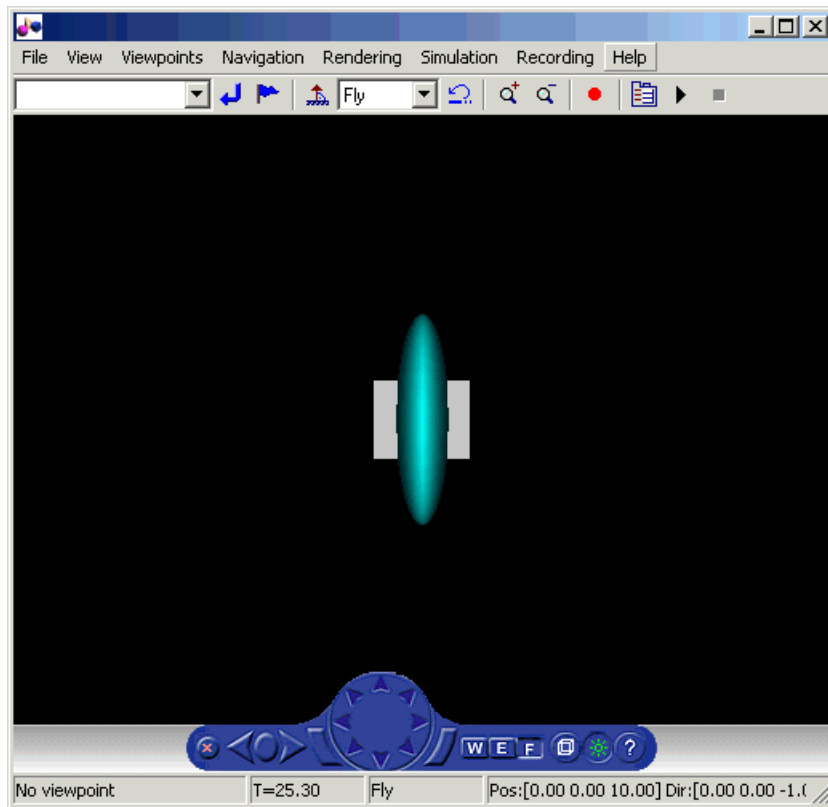 File View Viewpoints Navigation Rendering Simulation Recording Help
Fly
W E F ?
No viewpoint T=25.30 Fly Pos:[0.00 0.00 10.00] Dir:[0.00 0.00 -1.(